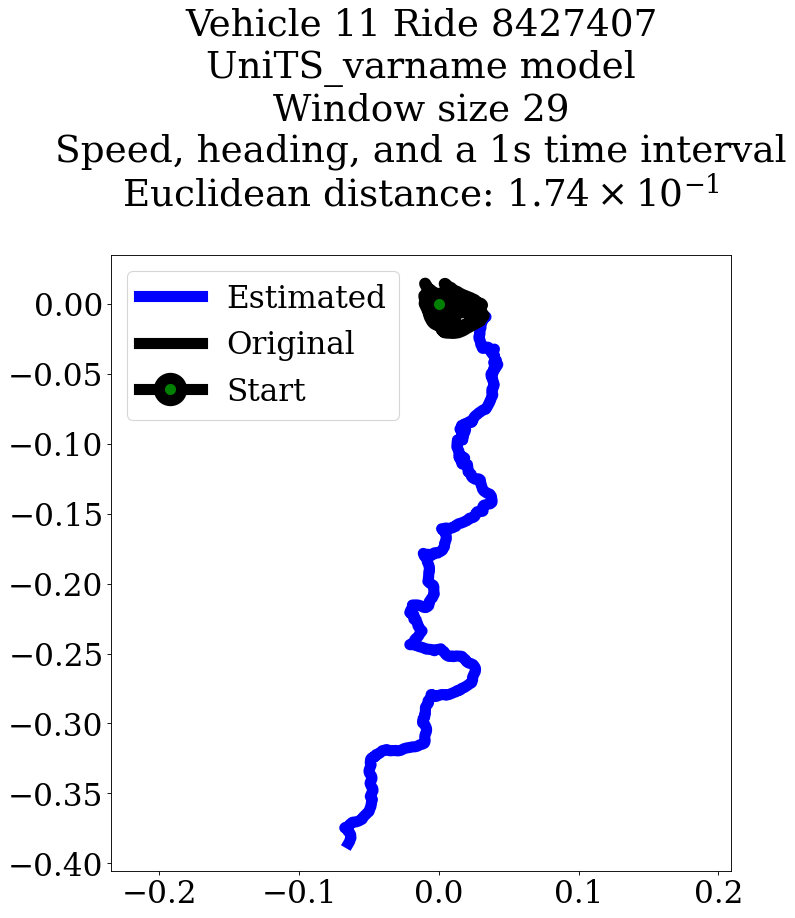 Vehicle 11 Ride 8427407
UniTS_varname model
Window size 29
Speed, heading, and a 1s time interval
Euclidean distance: 1.74 × 10⁻¹
Estimated
Original
Start
0.00
−0.05
−0.10
−0.15
−0.20
−0.25
−0.30
−0.35
−0.40
−0.2 −0.1 0.0 0.1 0.2